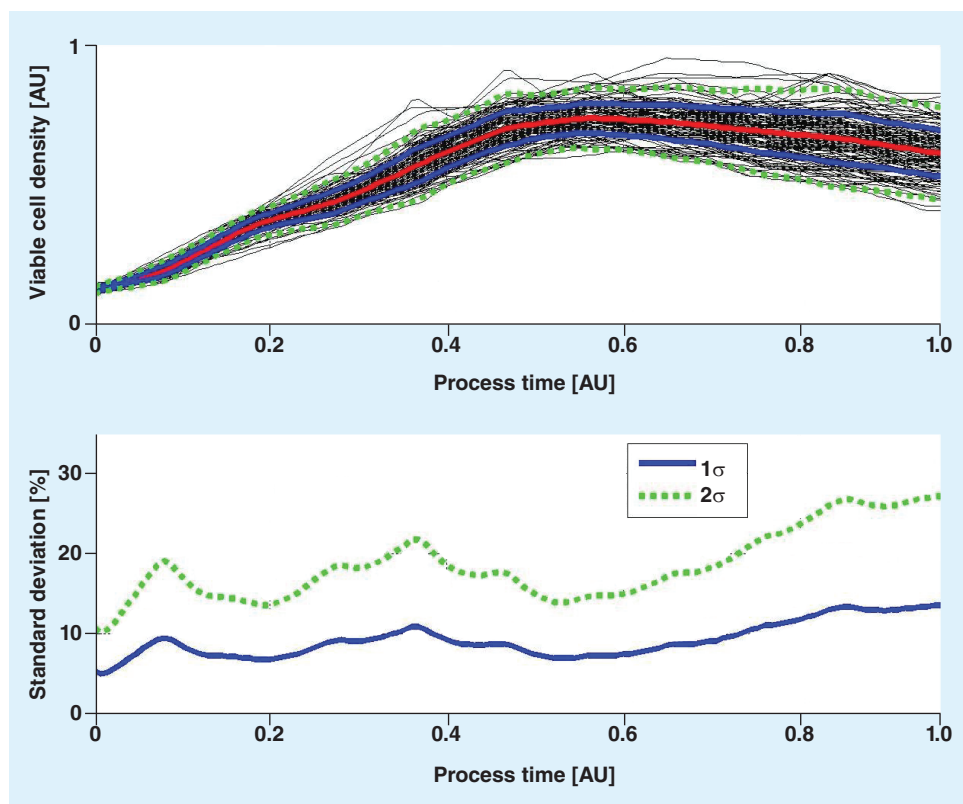 Viable cell density [AU]
1
0
0 0.2 0.4 0.6 0.8 1.0
Process time [AU]
Standard deviation [%]
30
20
10
0
1σ
2σ
0 0.2 0.4 0.6 0.8 1.0
Process time [AU]